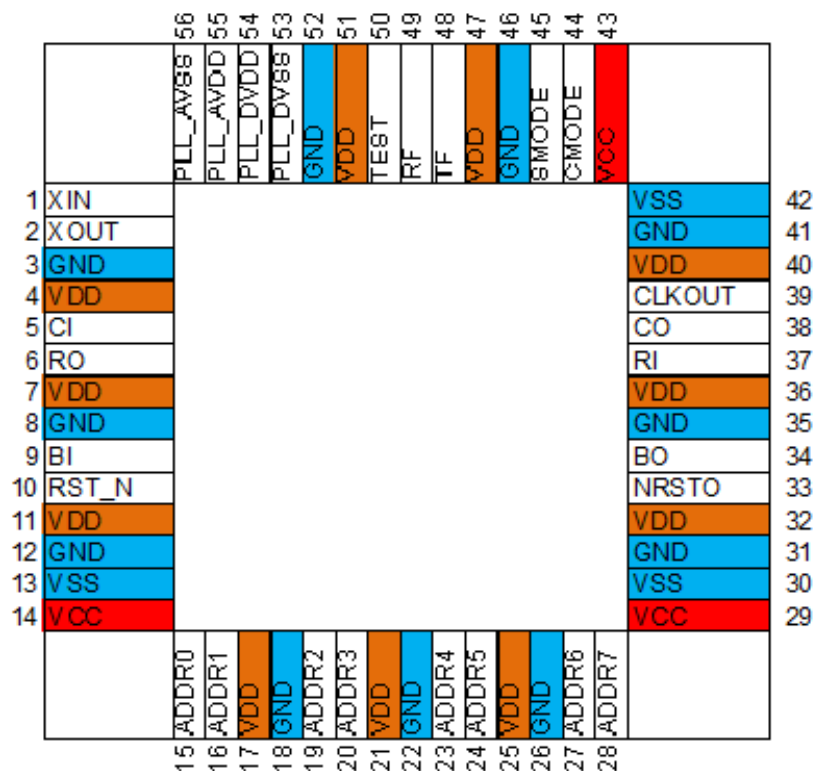 56 55 54 53 52 51 50 49 48 47 46 45 44 43
PLL_AVSS PLL_AVDD PLL_DVDD PLL_DVSS GND VDD TEST RF TF VDD GND SMODE CMODE VCC
1 XIN VSS 42
2 XOUT GND 41
3 GND VDD 40
4 VDD CLKOUT 39
5 CI CO 38
6 RO RI 37
7 VDD VDD 36
8 GND GND 35
9 BI BO 34
10 RST_N NRSTO 33
11 VDD VDD 32
12 GND GND 31
13 VSS VSS 30
14 VCC VCC 29
ADDR0 ADDR1 VDD GND ADDR2 ADDR3 VDD GND ADDR4 ADDR5 VDD GND ADDR6 ADDR7
15 16 17 18 19 20 21 22 23 24 25 26 27 28